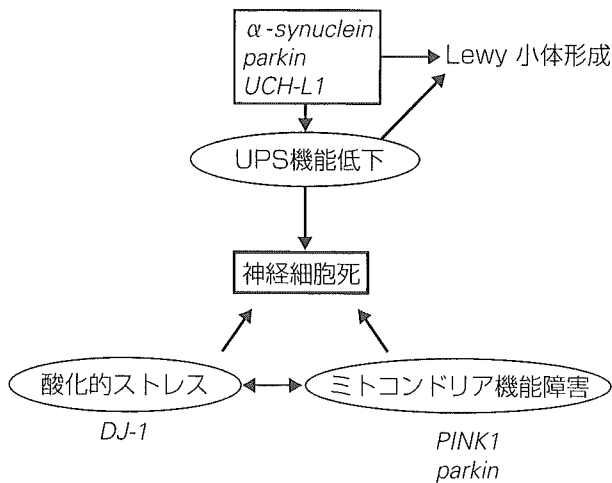 α-synuclein
parkin
UCH-L1
Lewy 小体形成
UPS機能低下
神経細胞死
酸化的ストレス
ミトコンドリア機能障害
DJ-1
PINK1
parkin